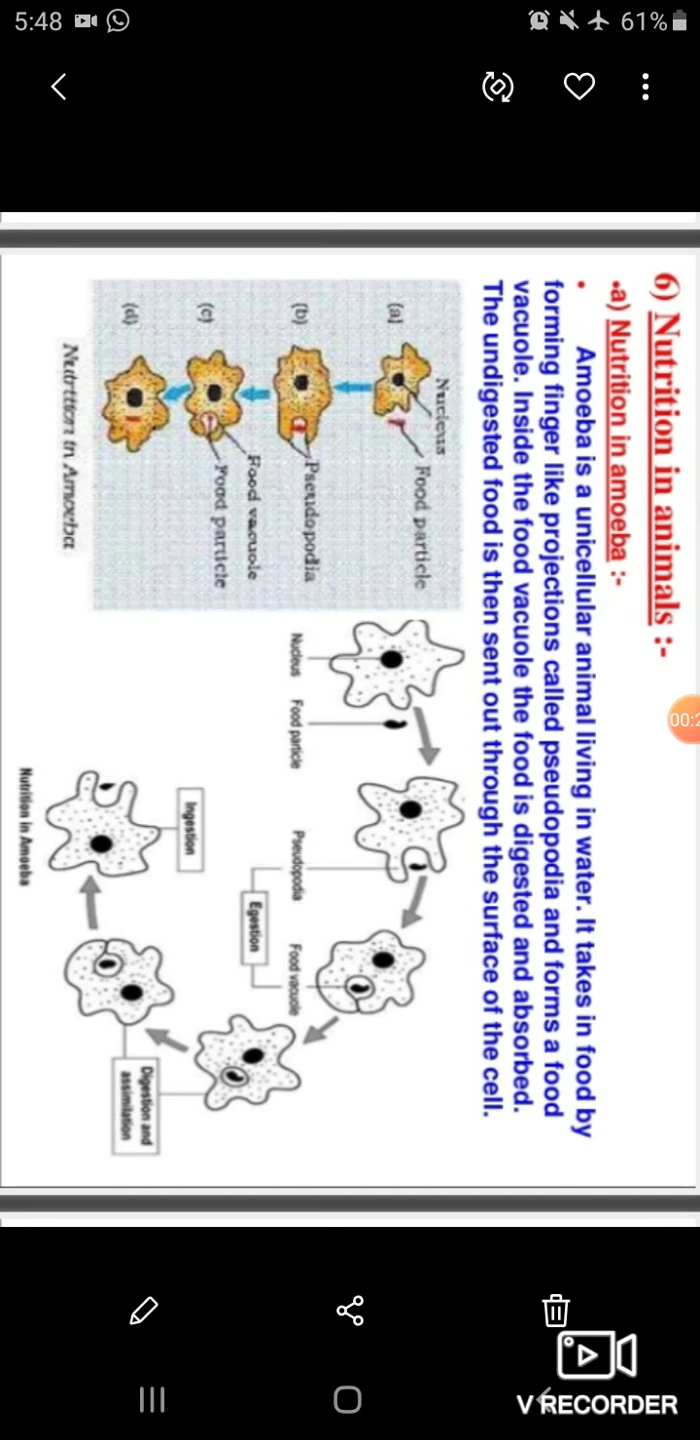 5:48
61%
6) Nutrition in animals :-
•a) Nutrition in amoeba :-
• Amoeba is a unicellular animal living in water. It takes in food by
forming finger like projections called pseudopodia and forms a food
vacuole. Inside the food vacuole the food is digested and absorbed.
The undigested food is then sent out through the surface of the cell.
Nucleus
Food particle
(a)
Pseudopodia
(b)
Food vacuole
Food particle
(c)
(d)
Nutrition in Amoeba
Nucleus
Food particle
Pseudopodia
Food vacuole
Egestion
Ingestion
Digestion and
assimilation
Nutrition in Amoeba
00:2
V RECORDER